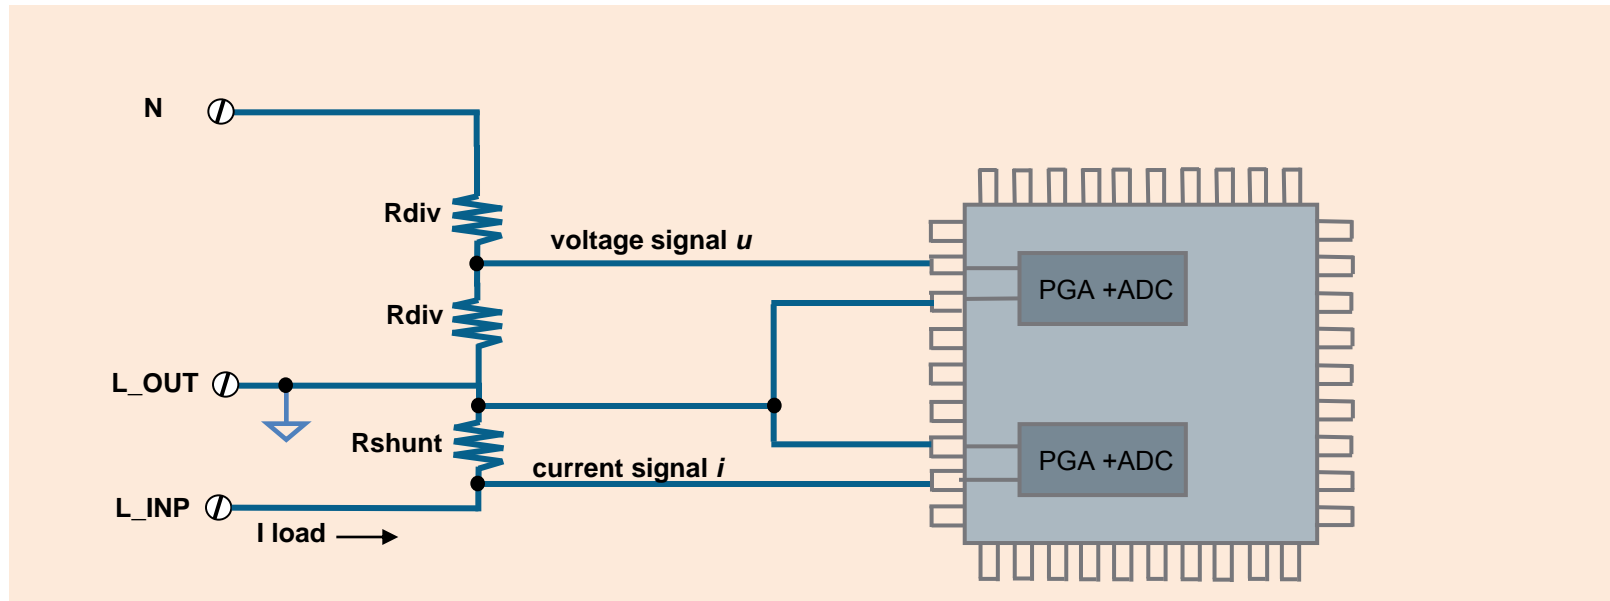 N
Rdiv
voltage signal u
PGA +ADC
Rdiv
L_OUT
Rshunt
PGA +ADC
current signal i
L_INP
I load